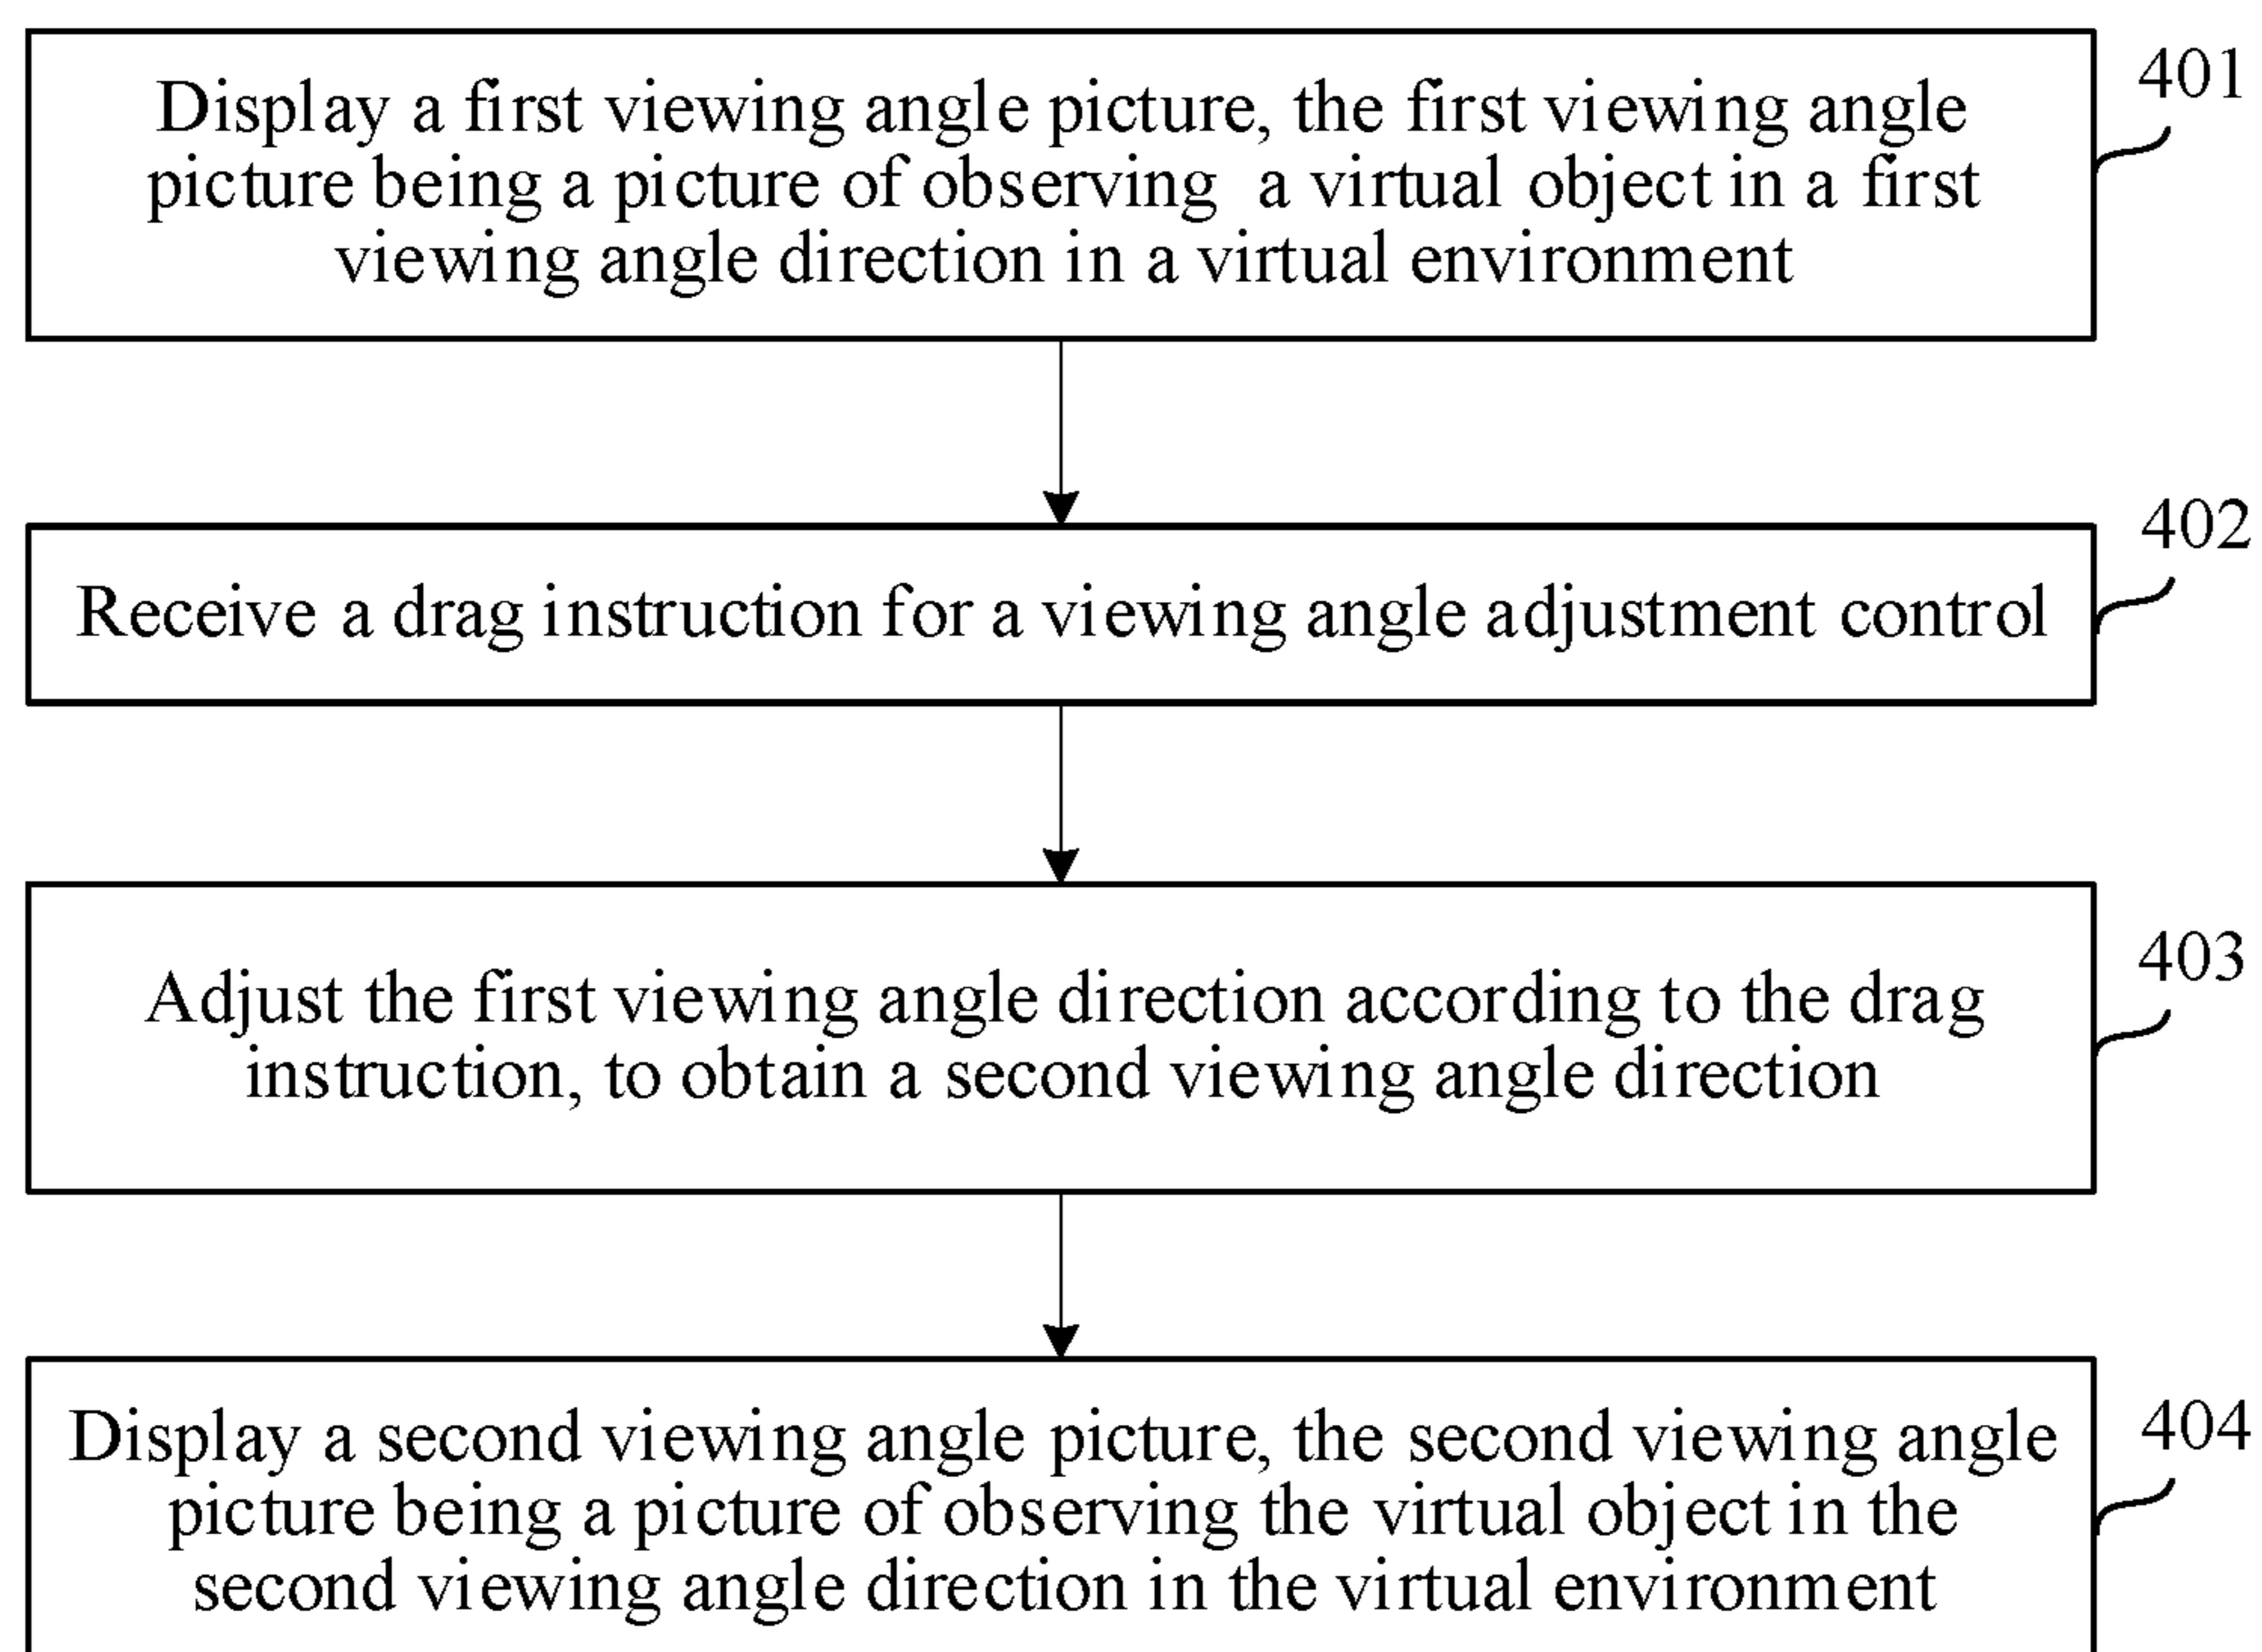 Display a first viewing angle picture, the first viewing angle
picture being a picture of observing a virtual object in a first
viewing angle direction in a virtual environment
401
Receive a drag instruction for a viewing angle adjustment control
402
Adjust the first viewing angle direction according to the drag
instruction, to obtain a second viewing angle direction
403
Display a second viewing angle picture, the second viewing angle
picture being a picture of observing the virtual object in the
second viewing angle direction in the virtual environment
404